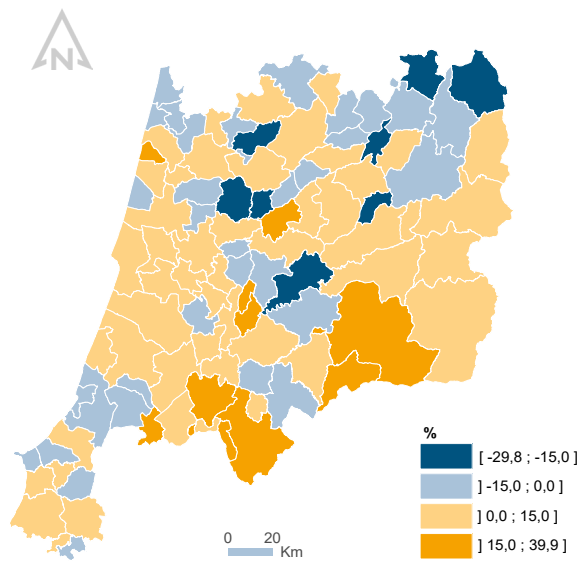 N
%
[ -29,8 ; -15,0 ]
] -15,0 ; 0,0 ]
] 0,0 ; 15,0 ]
] 15,0 ; 39,9 ]
0 20
Km